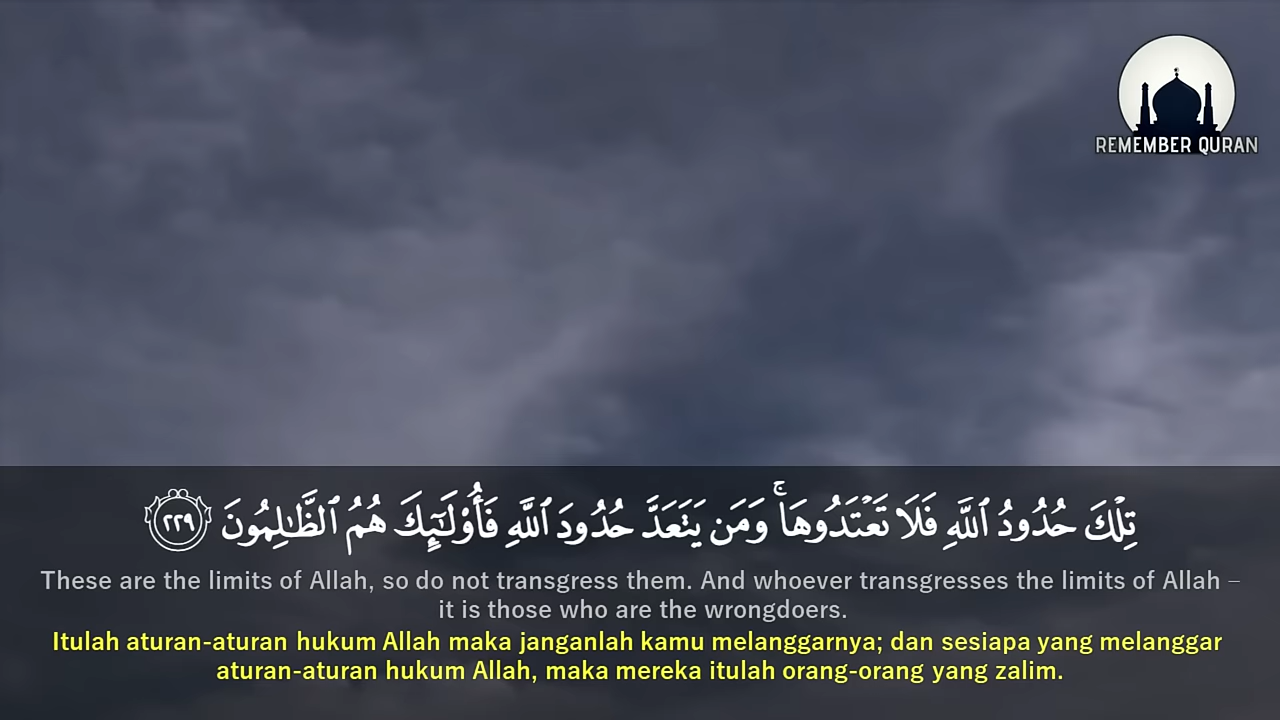 REMEMBER QURAN
تِلْكَ حُدُودُ ٱللَّهِ فَلَا تَعْتَدُوهَا ۚ وَمَن يَتَعَدَّ حُدُودَ ٱللَّهِ فَأُو۟لَـٰٓئِكَ هُمُ ٱلظَّـٰلِمُونَ ٢٢٩
These are the limits of Allah, so do not transgress them. And whoever transgresses the limits of Allah –
it is those who are the wrongdoers.
Itulah aturan-aturan hukum Allah maka janganlah kamu melanggarnya; dan sesiapa yang melanggar
aturan-aturan hukum Allah, maka mereka itulah orang-orang yang zalim.